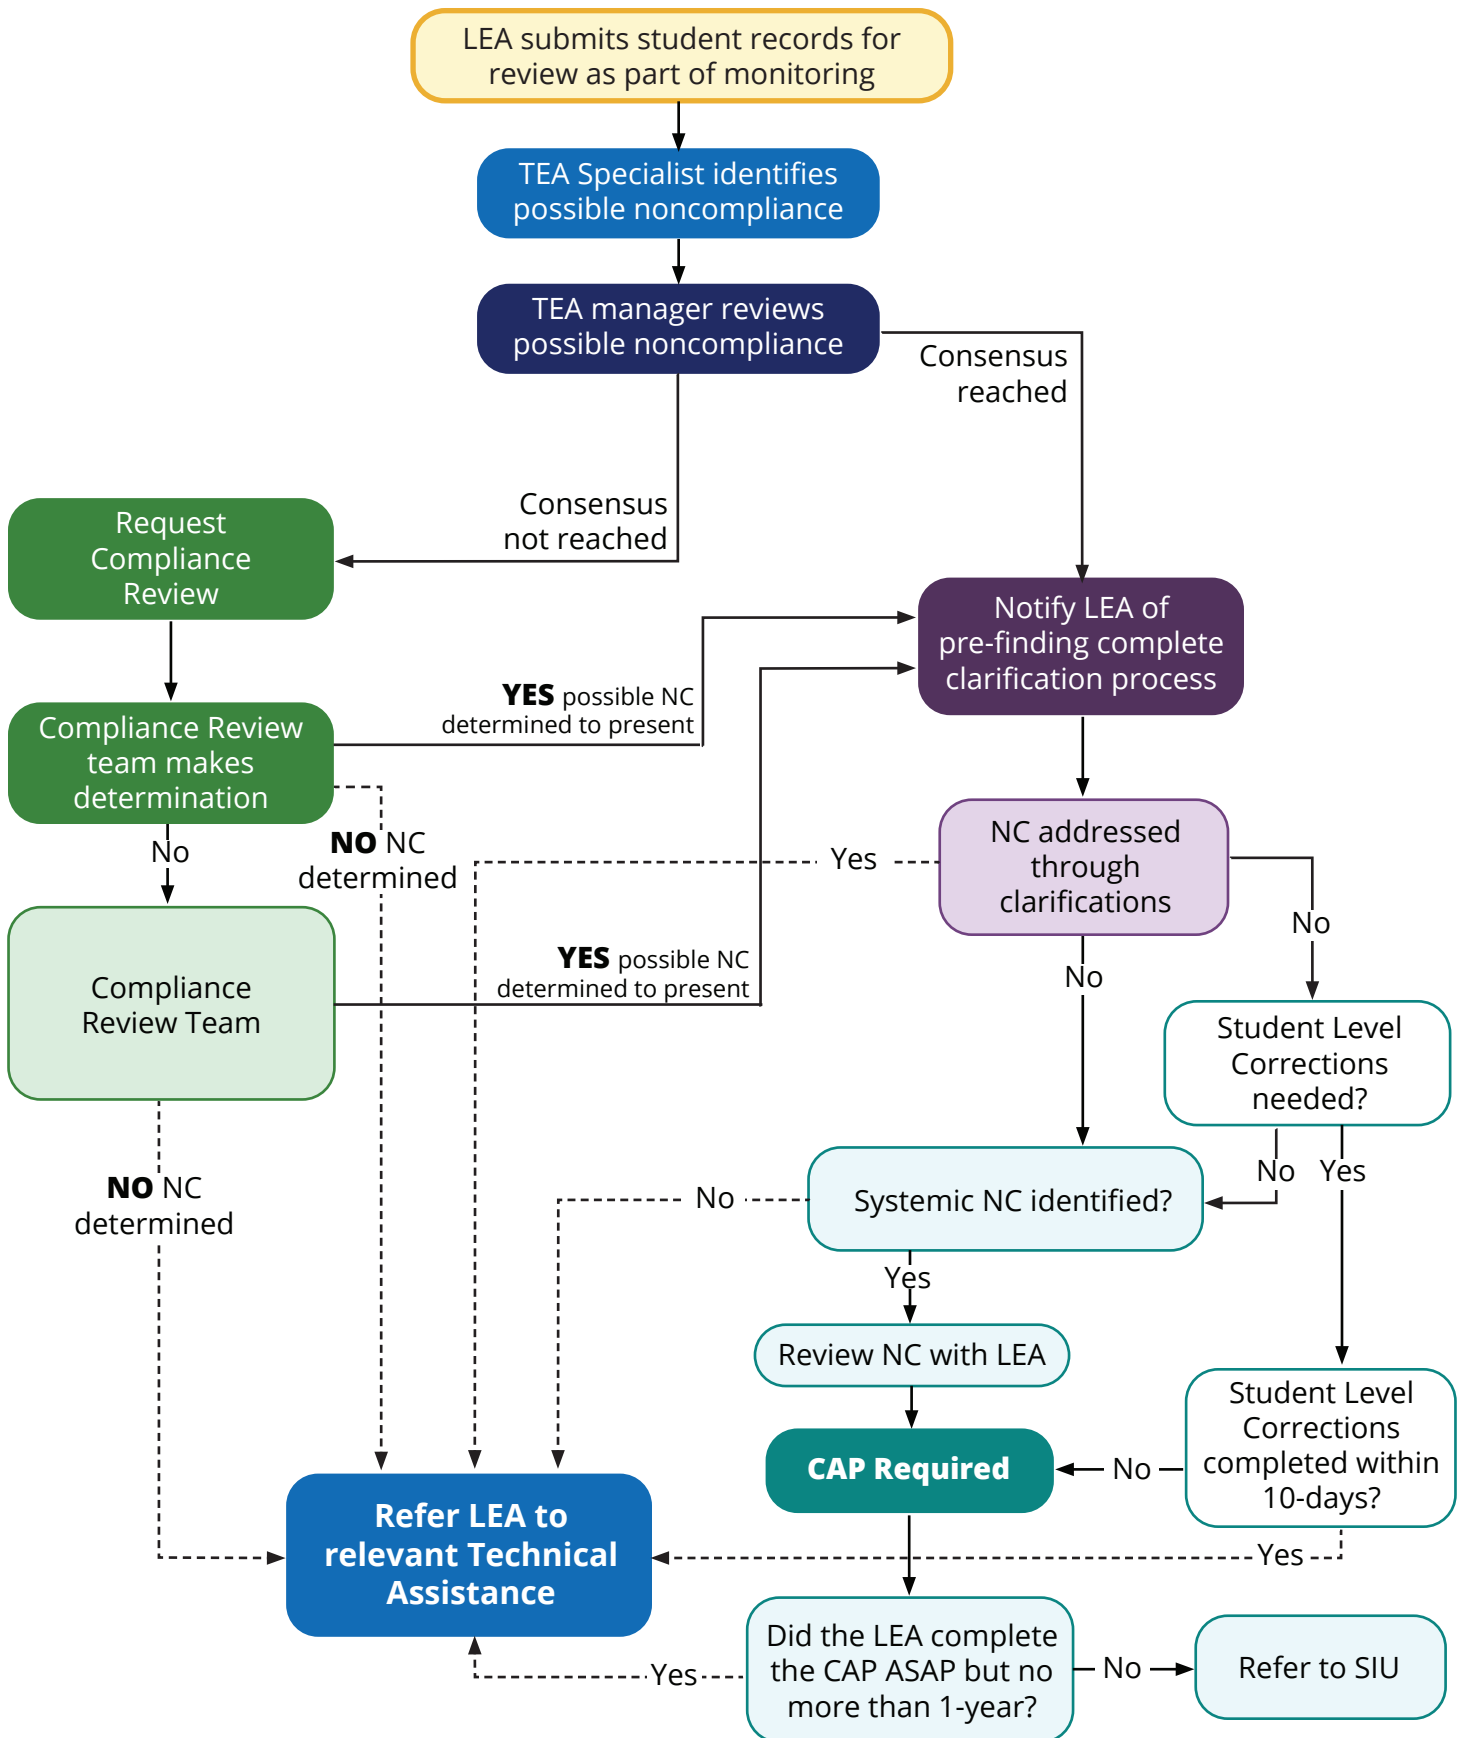 LEA submits student records for
review as part of monitoring
TEA Specialist identifies
possible noncompliance
TEA manager reviews
possible noncompliance
Consensus
reached
Consensus
not reached
Request
Compliance
Review
Notify LEA of
pre-finding complete
clarification process
YES possible NC
determined to present
Compliance Review
team makes
determination
NO NC
determined
No
NC addressed
through
clarifications
Yes
No
No
YES possible NC
determined to present
Compliance
Review Team
Student Level
Corrections
needed?
NO NC
determined
No
Yes
Systemic NC identified?
No
Yes
Review NC with LEA
Student Level
Corrections
completed within
10-days?
CAP Required
No
Refer LEA to
relevant Technical
Assistance
Yes
Did the LEA complete
the CAP ASAP but no
more than 1-year?
Yes
No
Refer to SIU